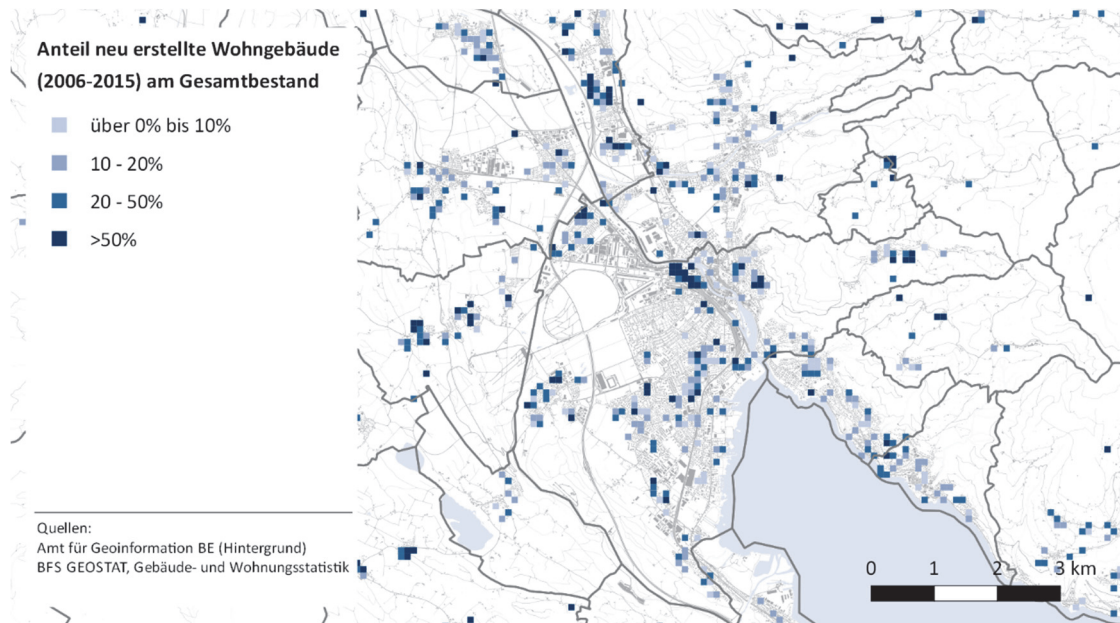 Anteil neu erstellte Wohngebäude
(2006-2015) am Gesamtbestand
über 0% bis 10%
10 - 20%
20 - 50%
>50%
Quellen:
Amt für Geoinformation BE (Hintergrund)
BFS GEOSTAT, Gebäude- und Wohnungsstatistik
0 1 2 3 km